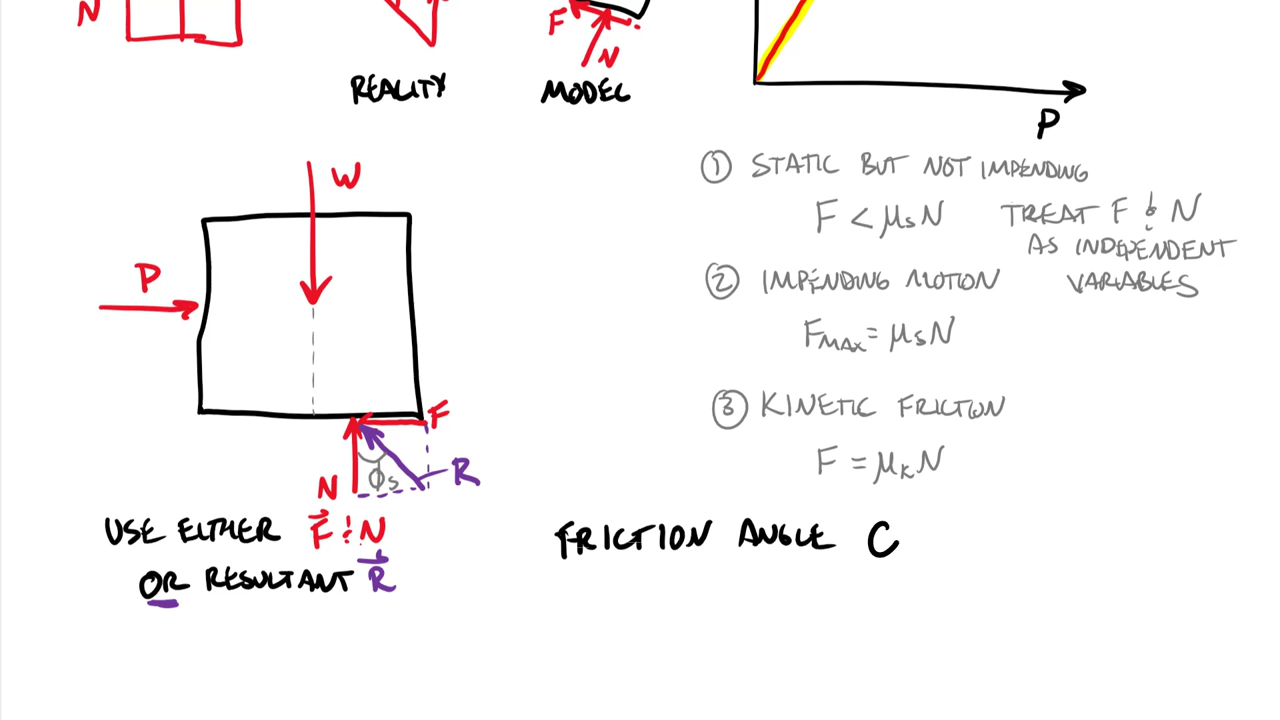 N
F
N
REALITY
MODEL
P
W
P
F
N
φs
R
USE EITHER F & N
OR RESULTANT R
① STATIC BUT NOT IMPENDING
F < μsN TREAT F & N
AS INDEPENDENT
VARIABLES
② IMPENDING MOTION
FMAX = μsN
③ KINETIC FRICTION
F = μkN
FRICTION ANGLE C